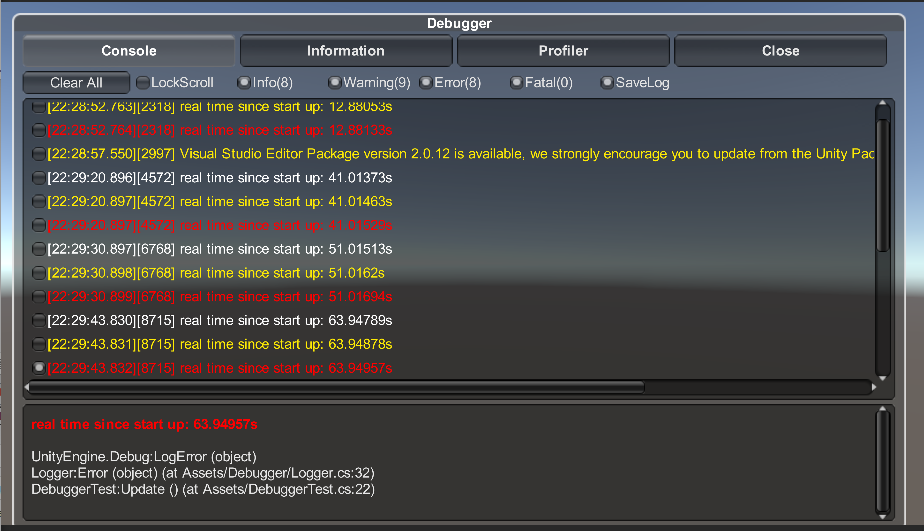 Debugger
Console Information Profiler Close
Clear All LockScroll Info(8) Warning(9) Error(8) Fatal(0) SaveLog
[22:28:52.763][2318] real time since start up: 12.88053s
[22:28:52.764][2318] real time since start up: 12.88133s
[22:28:57.550][2997] Visual Studio Editor Package version 2.0.12 is available, we strongly encourage you to update from the Unity Pac
[22:29:20.896][4572] real time since start up: 41.01373s
[22:29:20.897][4572] real time since start up: 41.01463s
[22:29:20.897][4572] real time since start up: 41.01529s
[22:29:30.897][6768] real time since start up: 51.01513s
[22:29:30.898][6768] real time since start up: 51.0162s
[22:29:30.899][6768] real time since start up: 51.01694s
[22:29:43.830][8715] real time since start up: 63.94789s
[22:29:43.831][8715] real time since start up: 63.94878s
[22:29:43.832][8715] real time since start up: 63.94957s
real time since start up: 63.94957s
UnityEngine.Debug:LogError (object)
Logger:Error (object) (at Assets/Debugger/Logger.cs:32)
DebuggerTest:Update () (at Assets/DebuggerTest.cs:22)